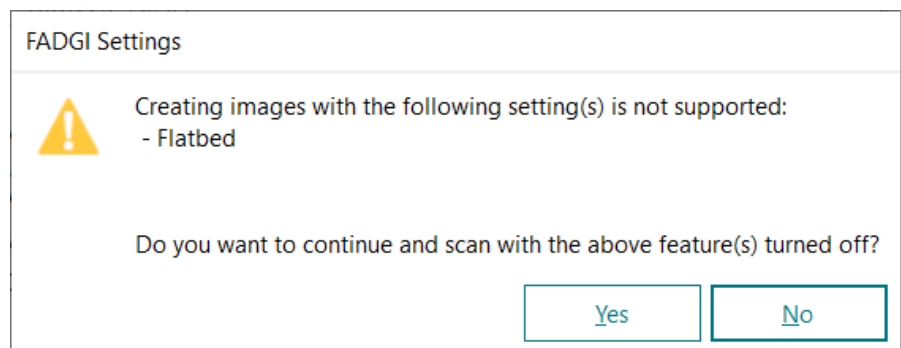 FADGI Settings
Creating images with the following setting(s) is not supported:
- Flatbed
Do you want to continue and scan with the above feature(s) turned off?
Yes
No